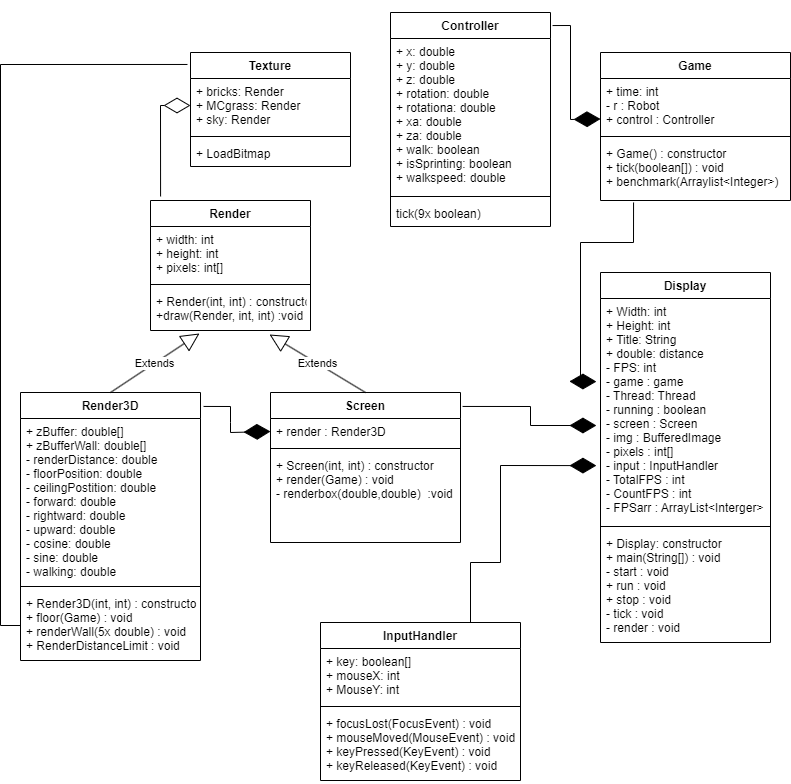 Controller
+ x: double
+ y: double
+ z: double
+ rotation: double
+ rotationa: double
+ xa: double
+ za: double
+ walk: boolean
+ isSprinting: boolean
+ walkspeed: double
tick(9x boolean)
Texture
+ bricks: Render
+ MCgrass: Render
+ sky: Render
+ LoadBitmap
Game
+ time: int
- r : Robot
+ control : Controller
+ Game() : constructor
+ tick(boolean[]) : void
+ benchmark(Arraylist<Integer>)
Render
+ width: int
+ height: int
+ pixels: int[]
+ Render(int, int) : constructo
+draw(Render, int, int) :void
Display
+ Width: int
+ Height: int
+ Title: String
+ double: distance
- FPS: int
- game : game
- Thread: Thread
- running : boolean
- screen : Screen
- img : BufferedImage
- pixels : int[]
- input : InputHandler
- TotalFPS : int
- CountFPS : int
- FPSarr : ArrayList<Interger>
+ Display: constructor
+ main(String[]) : void
- start : void
+ run : void
+ stop : void
- tick : void
- render : void
Extends
Extends
Render3D
+ zBuffer: double[]
+ zBufferWall: double[]
- renderDistance: double
- floorPosition: double
- ceilingPostition: double
- forward: double
- rightward: double
- upward: double
- cosine: double
- sine: double
- walking: double
+ Render3D(int, int) : constructo
+ floor(Game) : void
+ renderWall(5x double) : void
+ RenderDistanceLimit : void
Screen
+ render : Render3D
+ Screen(int, int) : constructor
+ render(Game) : void
- renderbox(double,double) :void
InputHandler
+ key: boolean[]
+ mouseX: int
+ MouseY: int
+ focusLost(FocusEvent) : void
+ mouseMoved(MouseEvent) : void
+ keyPressed(KeyEvent) : void
+ keyReleased(KeyEvent) : void